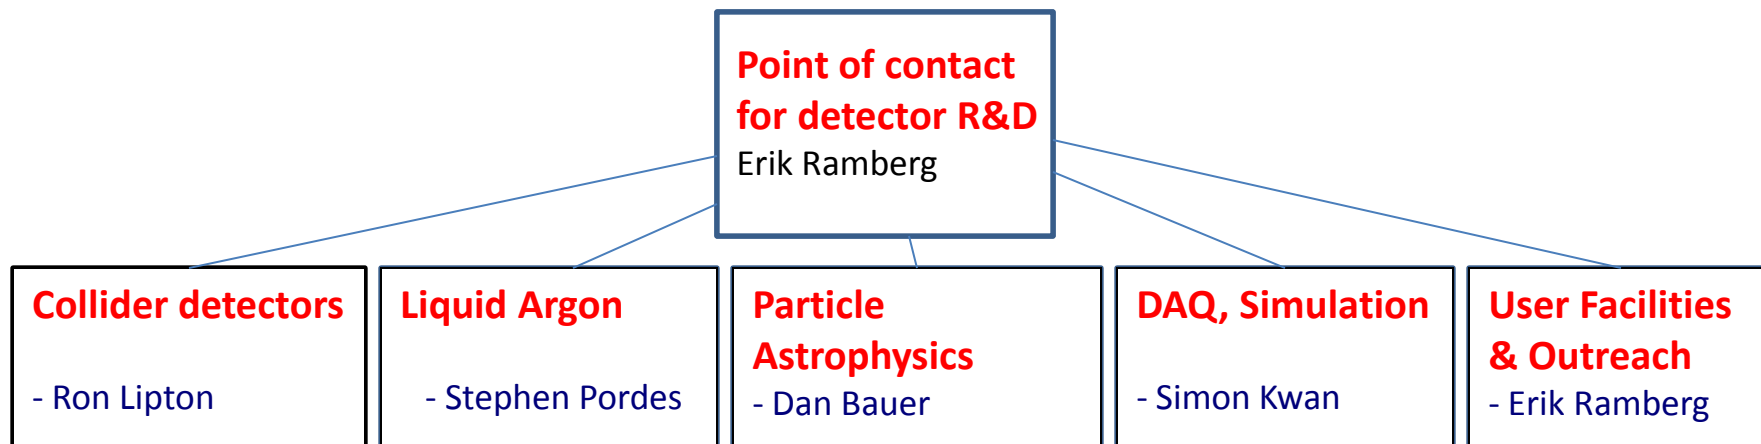 Point of contact
for detector R&D
Erik Ramberg
Collider detectors
- Ron Lipton
Liquid Argon
- Stephen Pordes
Particle
Astrophysics
- Dan Bauer
DAQ, Simulation
- Simon Kwan
User Facilities
& Outreach
- Erik Ramberg